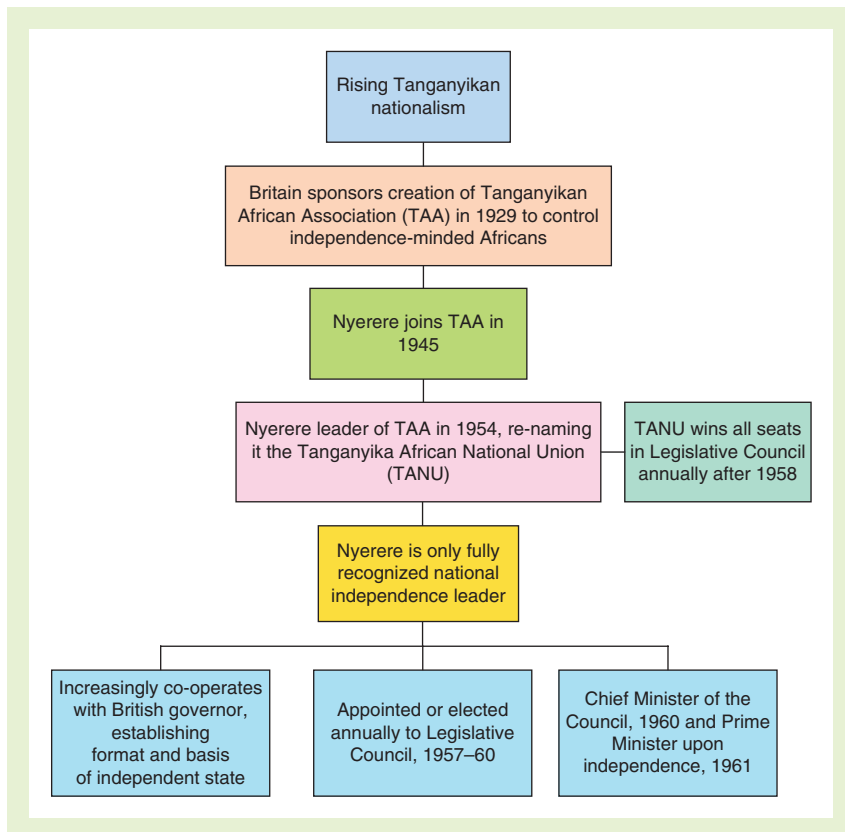 Rising Tanganyikan
nationalism
Britain sponsors creation of Tanganyikan
African Association (TAA) in 1929 to control
independence-minded Africans
Nyerere joins TAA in
1945
Nyerere leader of TAA in 1954, re-naming
it the Tanganyika African National Union
(TANU)
TANU wins all seats
in Legislative Council
annually after 1958
Nyerere is only fully
recognized national
independence leader
Increasingly co-operates
with British governor,
establishing
format and basis
of independent state
Appointed or elected
annually to Legislative
Council, 1957–60
Chief Minister of the
Council, 1960 and Prime
Minister upon
independence, 1961